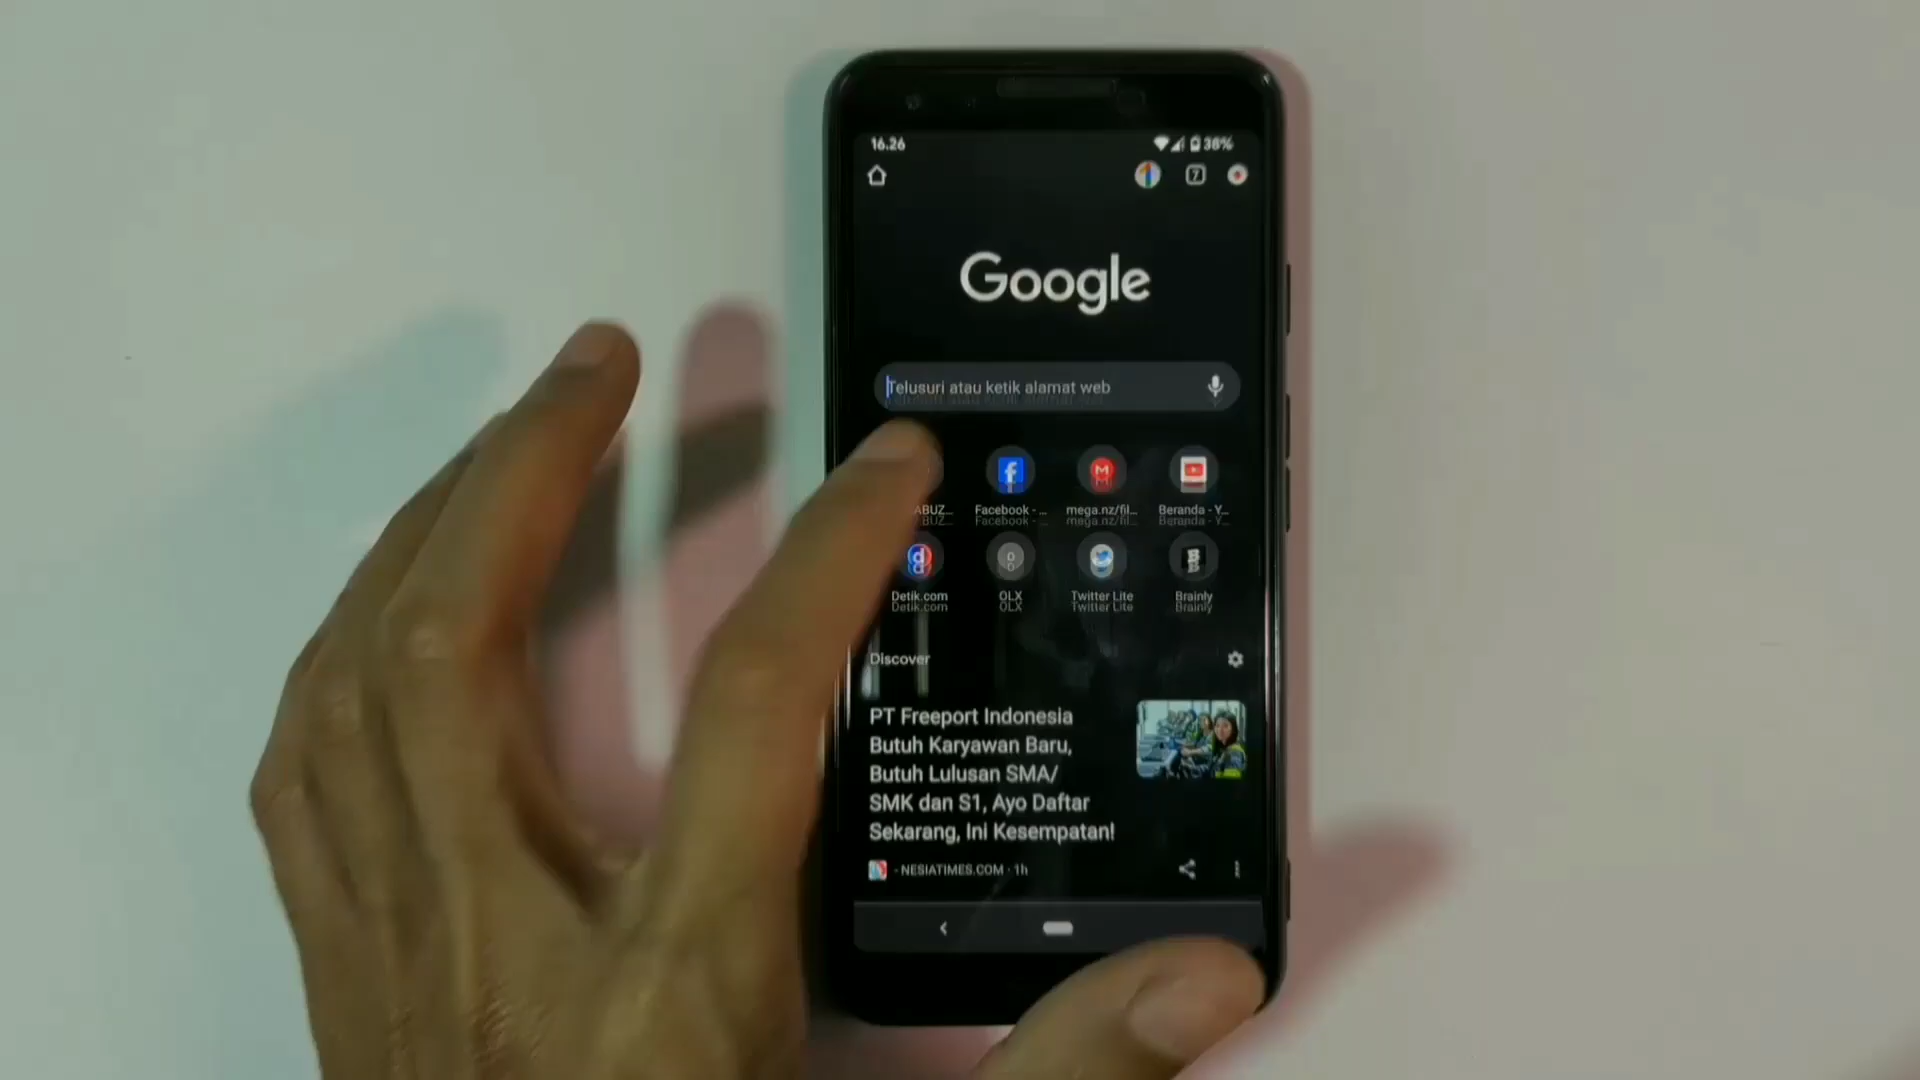 16.26
38%
7
Google
Telusuri atau ketik alamat web
ABUZ...
Facebook - ...
mega.nz/fil...
Beranda - Y...
Detik.com
OLX
Twitter Lite
Brainly
Discover
PT Freeport Indonesia
Butuh Karyawan Baru,
Butuh Lulusan SMA/
SMK dan S1, Ayo Daftar
Sekarang, Ini Kesempatan!
- NESIATIMES.COM · 1h